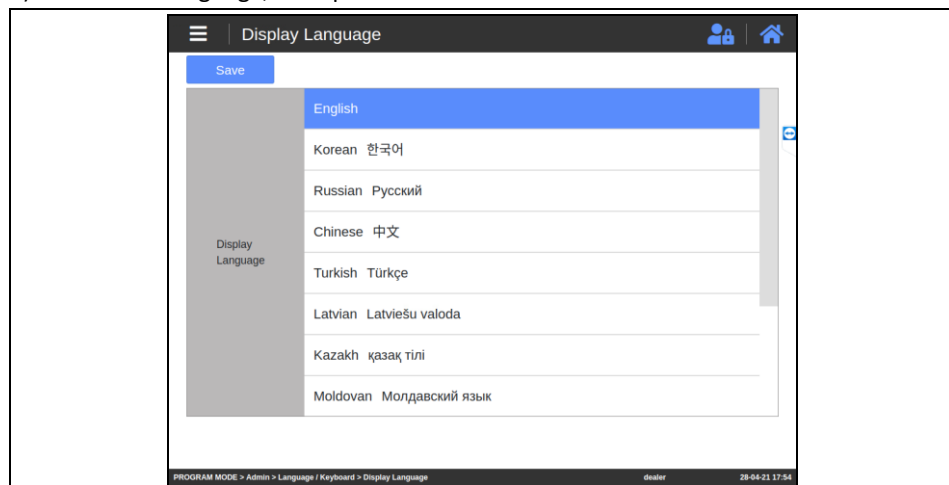 Display Language
Save
English
Korean 한국어
Russian Русский
Chinese 中文
Display
Language
Turkish Türkçe
Latvian Latviešu valoda
Kazakh қазақ тілі
Moldovan Молдавский язык
PROGRAM MODE > Admin > Language / Keyboard > Display Language dealer 28-04-21 17:54